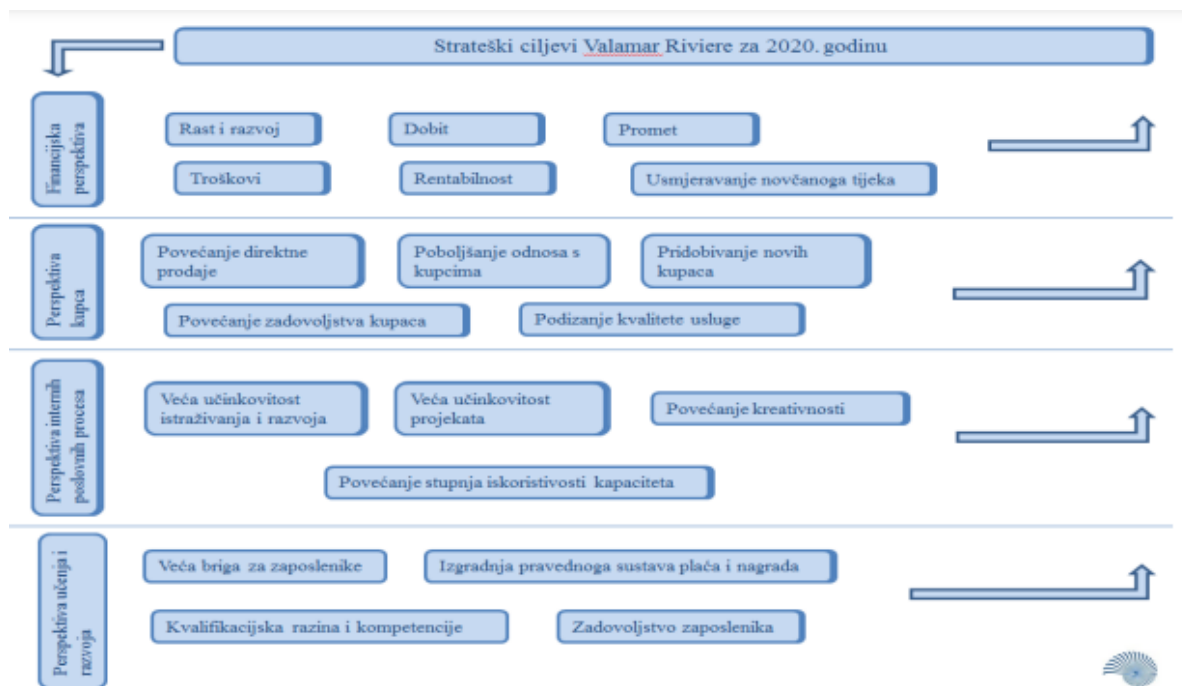 Strateški ciljevi Valamar Riviere za 2020. godinu
Financijska
perspektiva
Rast i razvoj
Dobit
Promet
Troškovi
Rentabilnost
Usmjeravanje novčanoga tijeka
Perspektiva
kupca
Povećanje direktne
prodaje
Poboljšanje odnosa s
kupcima
Pridobivanje novih
kupaca
Povećanje zadovoljstva kupaca
Podizanje kvalitete usluge
Perspektiva internih
poslovnih procesa
Veća učinkovitost
istraživanja i razvoja
Veća učinkovitost
projekata
Povećanje kreativnosti
Povećanje stupnja iskoristivosti kapaciteta
Perspektiva učenja i
razvoja
Veća briga za zaposlenike
Izgradnja pravednoga sustava plaća i nagrada
Kvalifikacijska razina i kompetencije
Zadovoljstvo zaposlenika